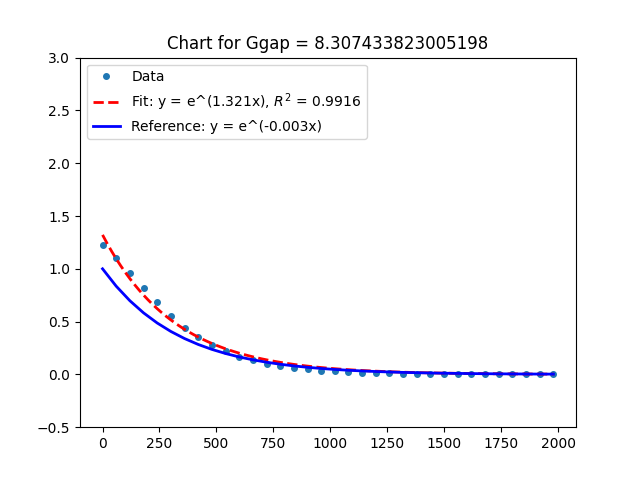 Chart for Ggap = 8.307433823005198
3.0
2.5
2.0
1.5
1.0
0.5
0.0
−0.5
Data
Fit: y = e^(1.321x), R² = 0.9916
Reference: y = e^(-0.003x)
0 250 500 750 1000 1250 1500 1750 2000